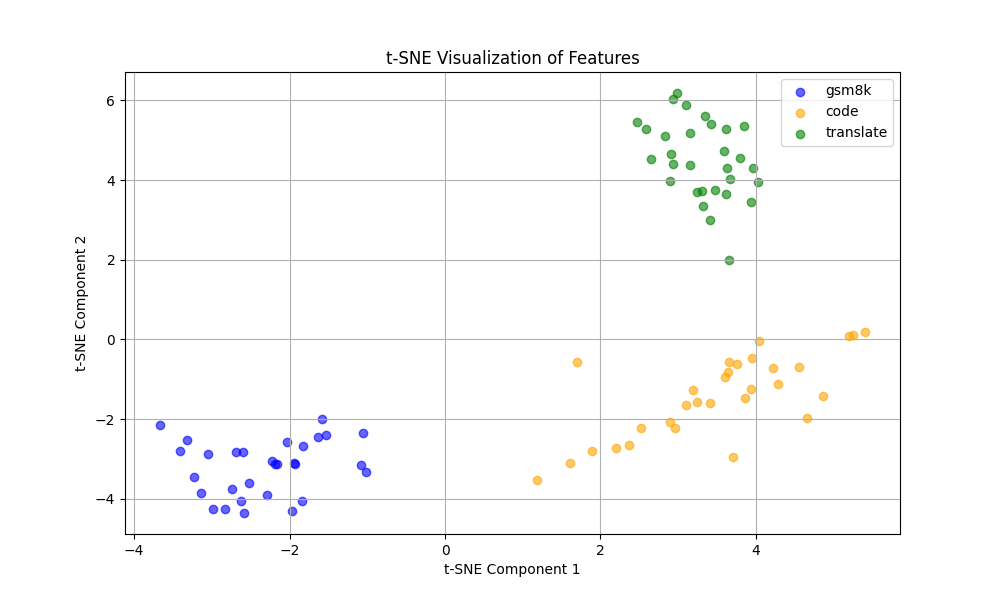 t-SNE Visualization of Features
gsm8k
code
translate
6
4
2
0
−2
−4
t-SNE Component 2
−4
−2
0
2
4
t-SNE Component 1